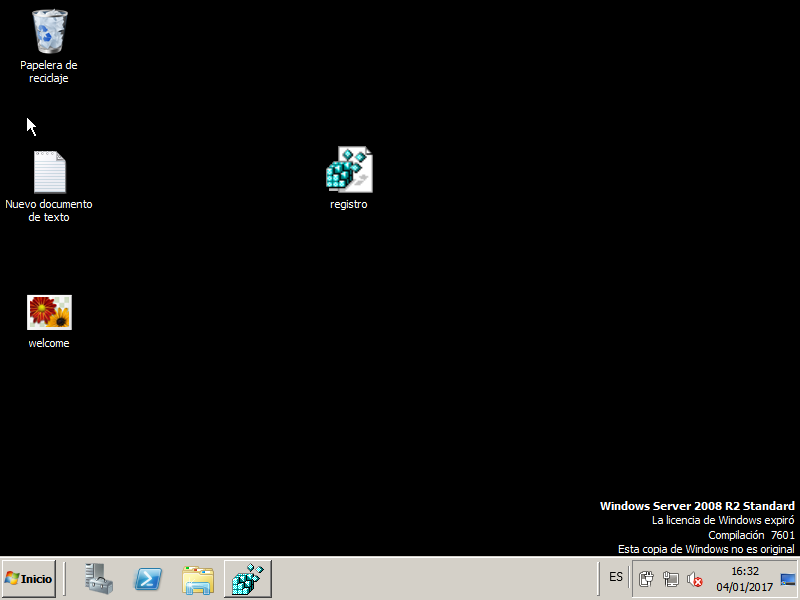 Papelera de
reciclaje
Nuevo documento
de texto
registro
welcome
Windows Server 2008 R2 Standard
La licencia de Windows expiró
Compilación 7601
Esta copia de Windows no es original
Inicio
ES
16:32
04/01/2017